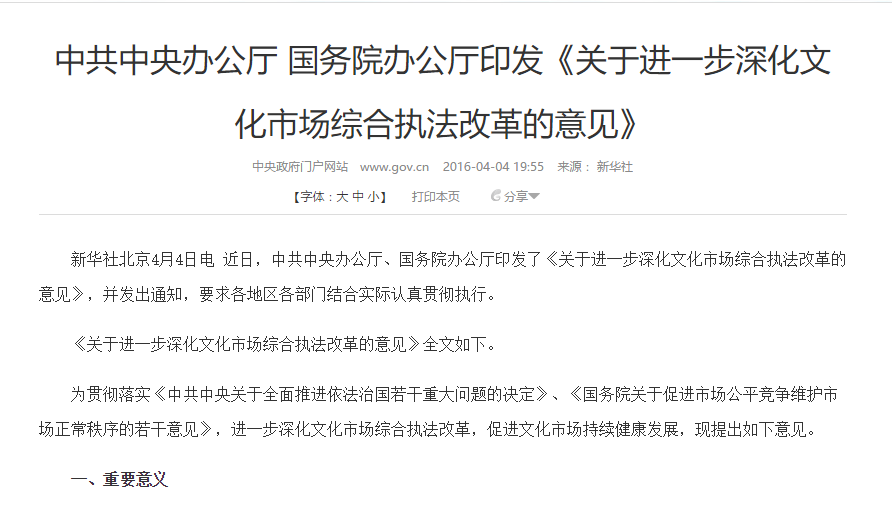 中共中央办公厅 国务院办公厅印发《关于进一步深化文
化市场综合执法改革的意见》
中央政府门户网站 www.gov.cn 2016-04-04 19:55 来源： 新华社
【字体：大 中 小】 打印本页 分享
新华社北京4月4日电 近日，中共中央办公厅、国务院办公厅印发了《关于进一步深化文化市场综合执法改革的
意见》，并发出通知，要求各地区各部门结合实际认真贯彻执行。
《关于进一步深化文化市场综合执法改革的意见》全文如下。
为贯彻落实《中共中央关于全面推进依法治国若干重大问题的决定》、《国务院关于促进市场公平竞争维护市
场正常秩序的若干意见》，进一步深化文化市场综合执法改革，促进文化市场持续健康发展，现提出如下意见。
一、重要意义